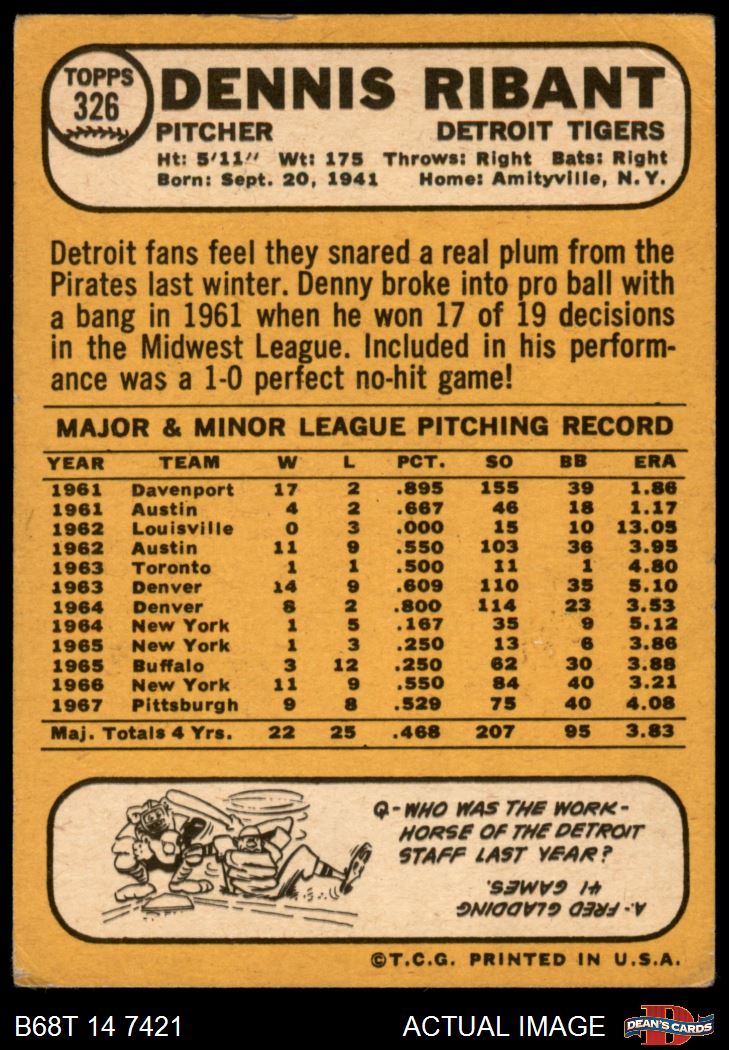 TOPPS
326
DENNIS RIBANT
PITCHER DETROIT TIGERS
Ht: 5'11" Wt: 175 Throws: Right Bats: Right
Born: Sept. 20, 1941 Home: Amityville, N.Y.
Detroit fans feel they snared a real plum from the
Pirates last winter. Denny broke into pro ball with
a bang in 1961 when he won 17 of 19 decisions
in the Midwest League. Included in his perform-
ance was a 1-0 perfect no-hit game!
MAJOR & MINOR LEAGUE PITCHING RECORD
YEAR TEAM W L PCT. SO BB ERA
1961 Davenport 17 2 .895 155 39 1.86
1961 Austin 4 2 .667 46 18 1.17
1962 Louisville 0 3 .000 15 10 13.05
1962 Austin 11 9 .550 103 36 3.95
1963 Toronto 1 1 .500 11 1 4.80
1963 Denver 14 9 .609 110 35 5.10
1964 Denver 8 2 .800 114 23 3.53
1964 New York 1 5 .167 35 9 5.12
1965 New York 1 3 .250 13 6 3.86
1965 Buffalo 3 12 .250 62 30 3.88
1966 New York 11 9 .550 84 40 3.21
1967 Pittsburgh 9 8 .529 75 40 4.08
Maj. Totals 4 Yrs. 22 25 .468 207 95 3.83
Q-WHO WAS THE WORK-
HORSE OF THE DETROIT
STAFF LAST YEAR?
A. FRED GLADDING -
41 GAMES.
©T.C.G. PRINTED IN U.S.A.
B68T 14 7421 ACTUAL IMAGE
D
DEAN'S CARDS